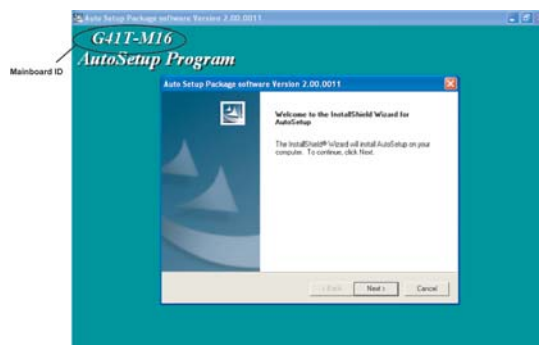 Auto Setup Package software Version 2.00.0011
G41T-M16
Mainboard ID
AutoSetup Program
Auto Setup Package software Version 2.00.0011
Welcome to the InstallShield Wizard for
AutoSetup
The InstallShield® Wizard will install AutoSetup on your
computer. To continue, click Next.
< Back
Next >
Cancel